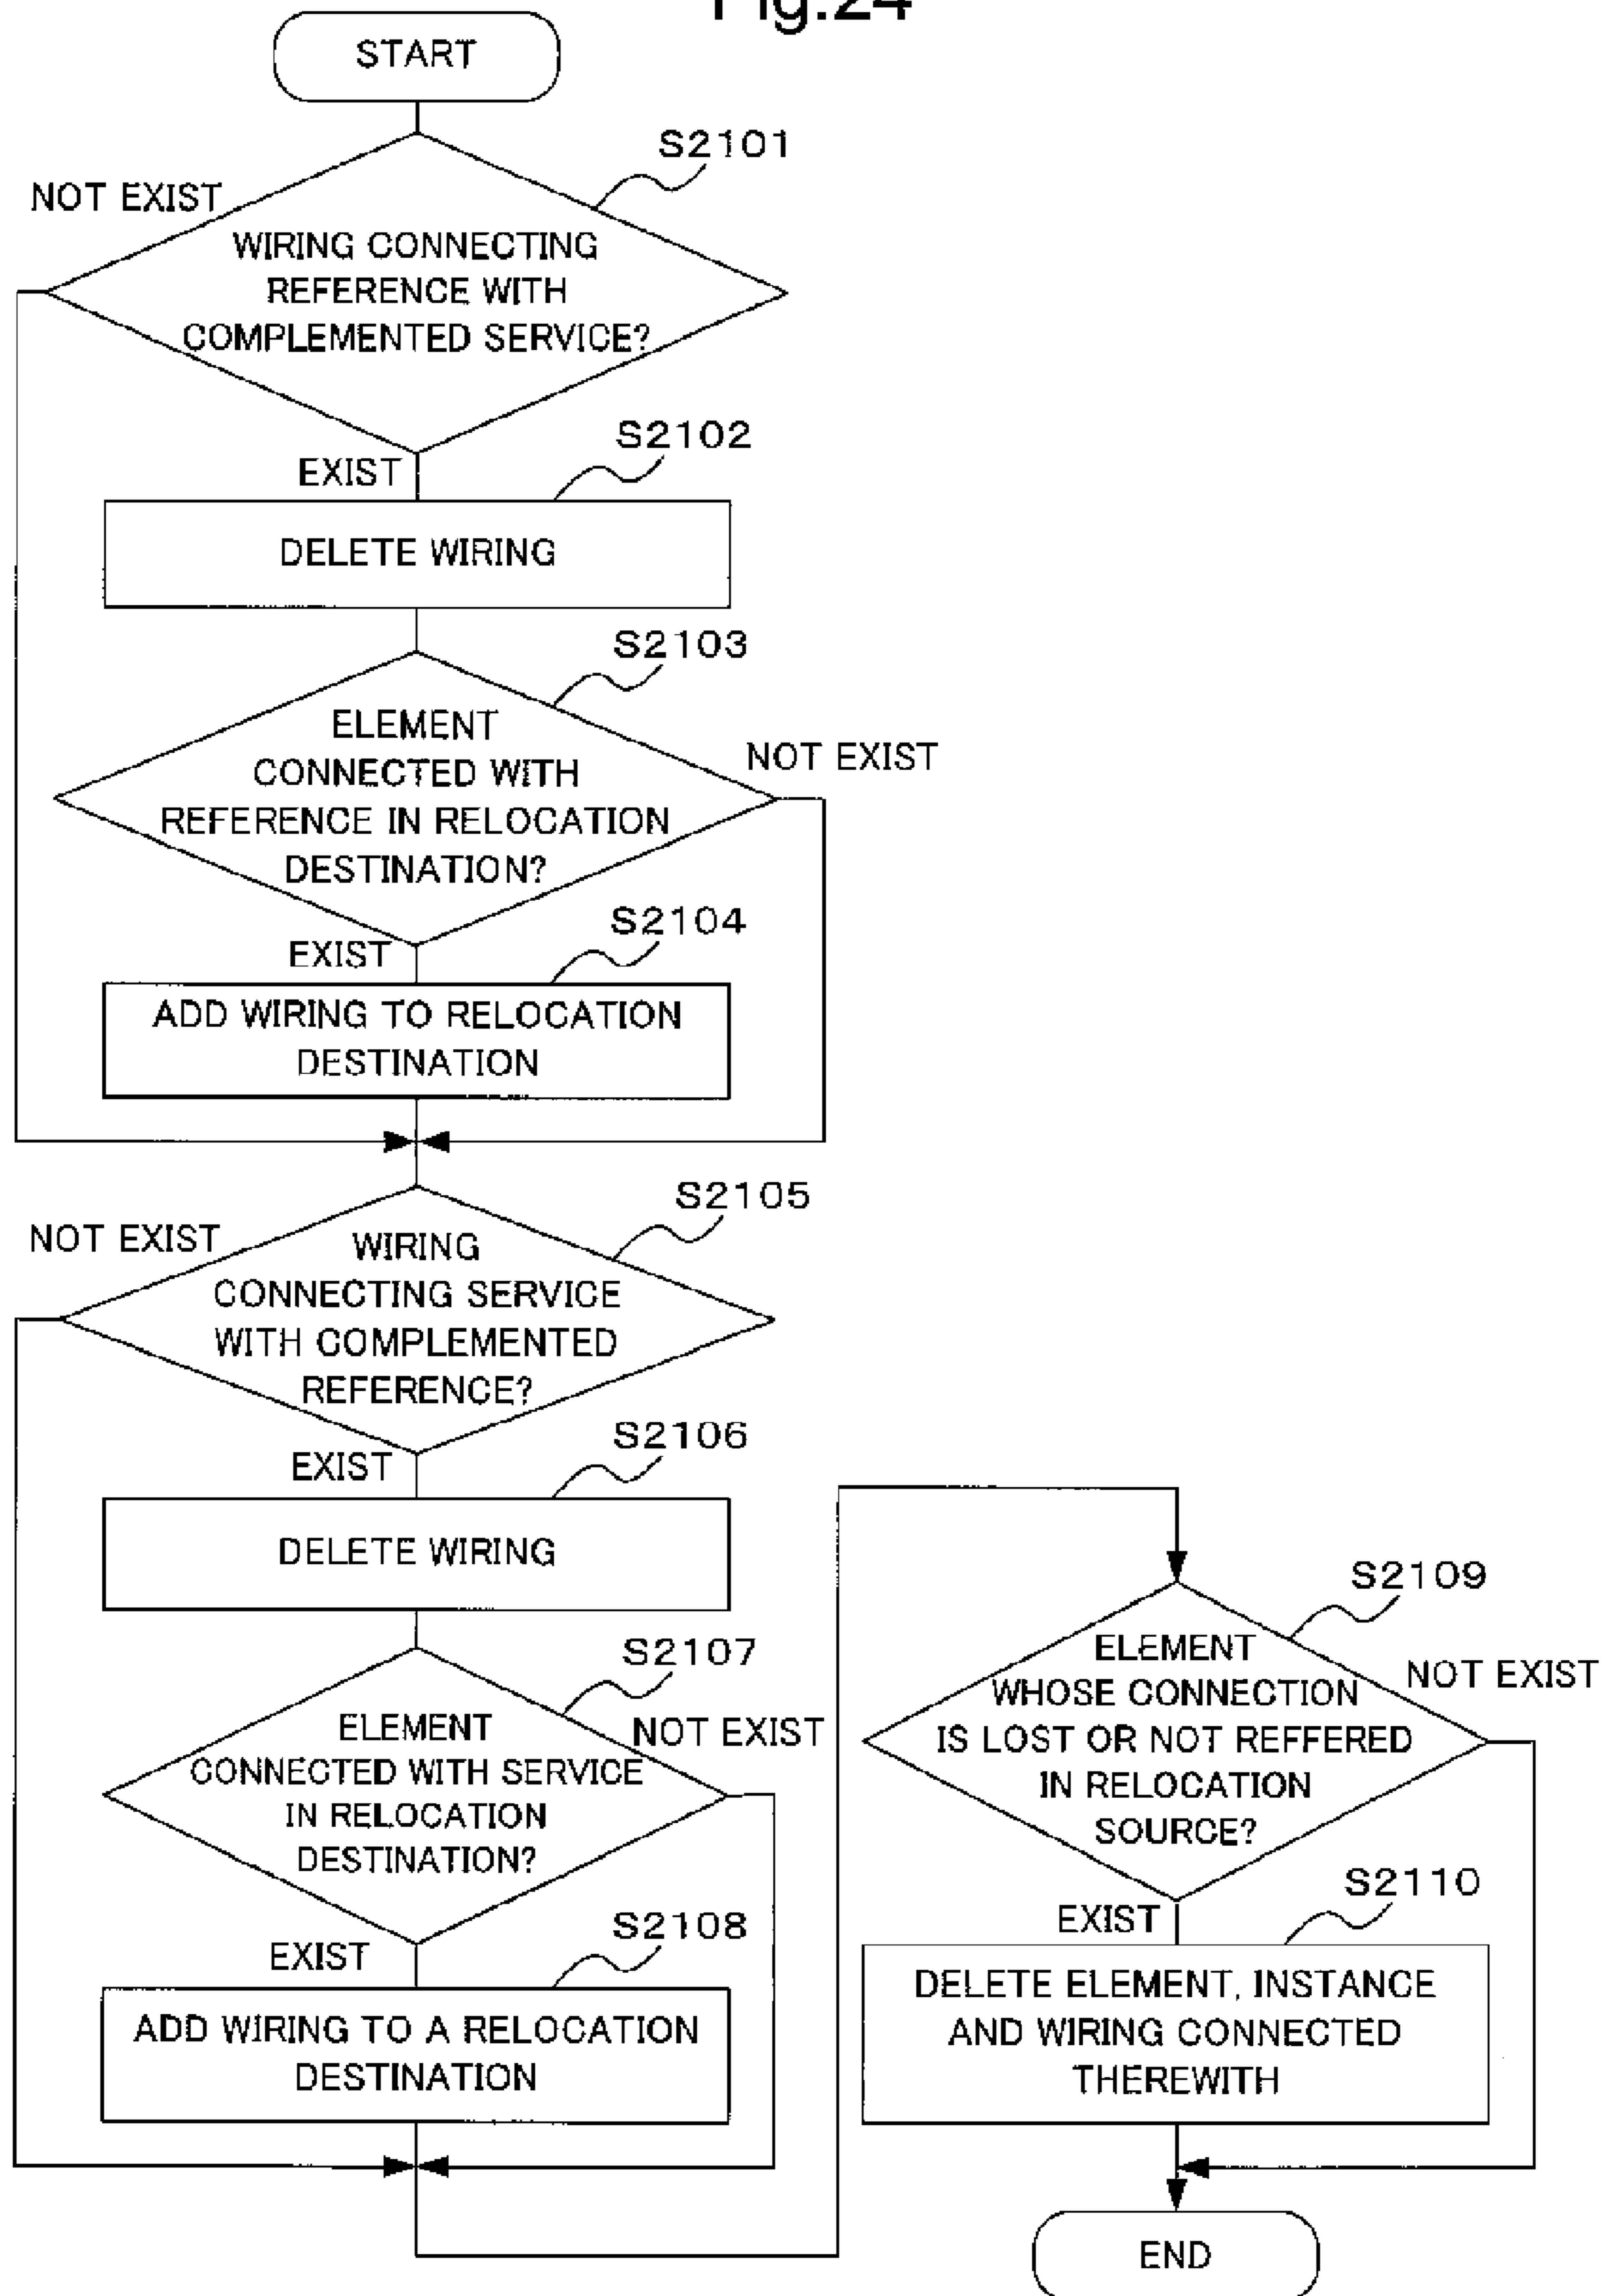 Fig.24
START
S2101
NOT EXIST
WIRING CONNECTING
REFERENCE WITH
COMPLEMENTED SERVICE?
S2102
EXIST
DELETE WIRING
S2103
ELEMENT
CONNECTED WITH
REFERENCE IN RELOCATION
DESTINATION?
NOT EXIST
S2104
EXIST
ADD WIRING TO RELOCATION
DESTINATION
S2105
NOT EXIST
WIRING
CONNECTING SERVICE
WITH COMPLEMENTED
REFERENCE?
S2106
EXIST
DELETE WIRING
S2107
ELEMENT
CONNECTED WITH SERVICE
IN RELOCATION
DESTINATION?
NOT EXIST
S2108
EXIST
ADD WIRING TO A RELOCATION
DESTINATION
S2109
ELEMENT
WHOSE CONNECTION
IS LOST OR NOT REFFERED
IN RELOCATION
SOURCE?
NOT EXIST
S2110
EXIST
DELETE ELEMENT, INSTANCE
AND WIRING CONNECTED
THEREWITH
END